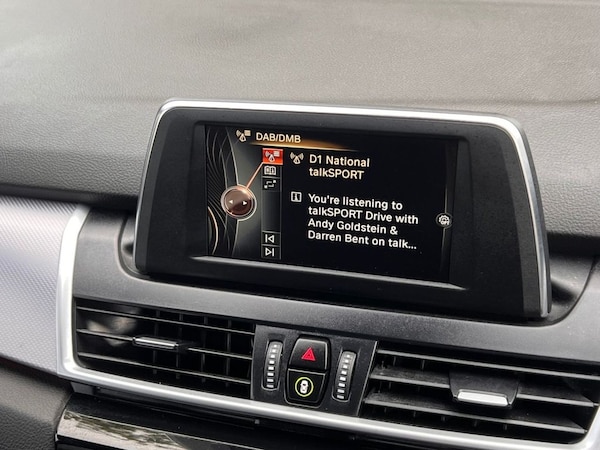 DAB/DMB
D1 National
talkSPORT
You're listening to
talkSPORT Drive with
Andy Goldstein &
Darren Bent on talk...